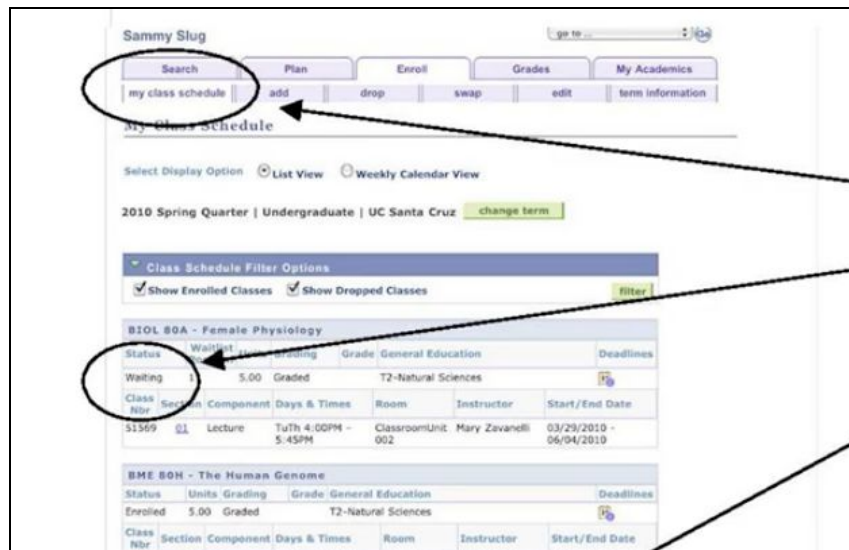 Sammy Slug go to ...
Search Plan Enroll Grades My Academics
my class schedule add drop swap edit term information
My Class Schedule
Select Display Option List View Weekly Calendar View
2010 Spring Quarter | Undergraduate | UC Santa Cruz change term
Class Schedule Filter Options
Show Enrolled Classes Show Dropped Classes filter
BIOL 80A - Female Physiology
Status Waitlist Units Grading Grade General Education Deadlines
Waiting 1 5.00 Graded T2-Natural Sciences
Class Nbr Section Component Days & Times Room Instructor Start/End Date
51569 01 Lecture TuTh 4:00PM - ClassroomUnit Mary Zavanelli 03/29/2010 -
5:45PM 002 06/04/2010
BME 80H - The Human Genome
Status Units Grading Grade General Education Deadlines
Enrolled 5.00 Graded T2-Natural Sciences
Class Nbr Section Component Days & Times Room Instructor Start/End Date